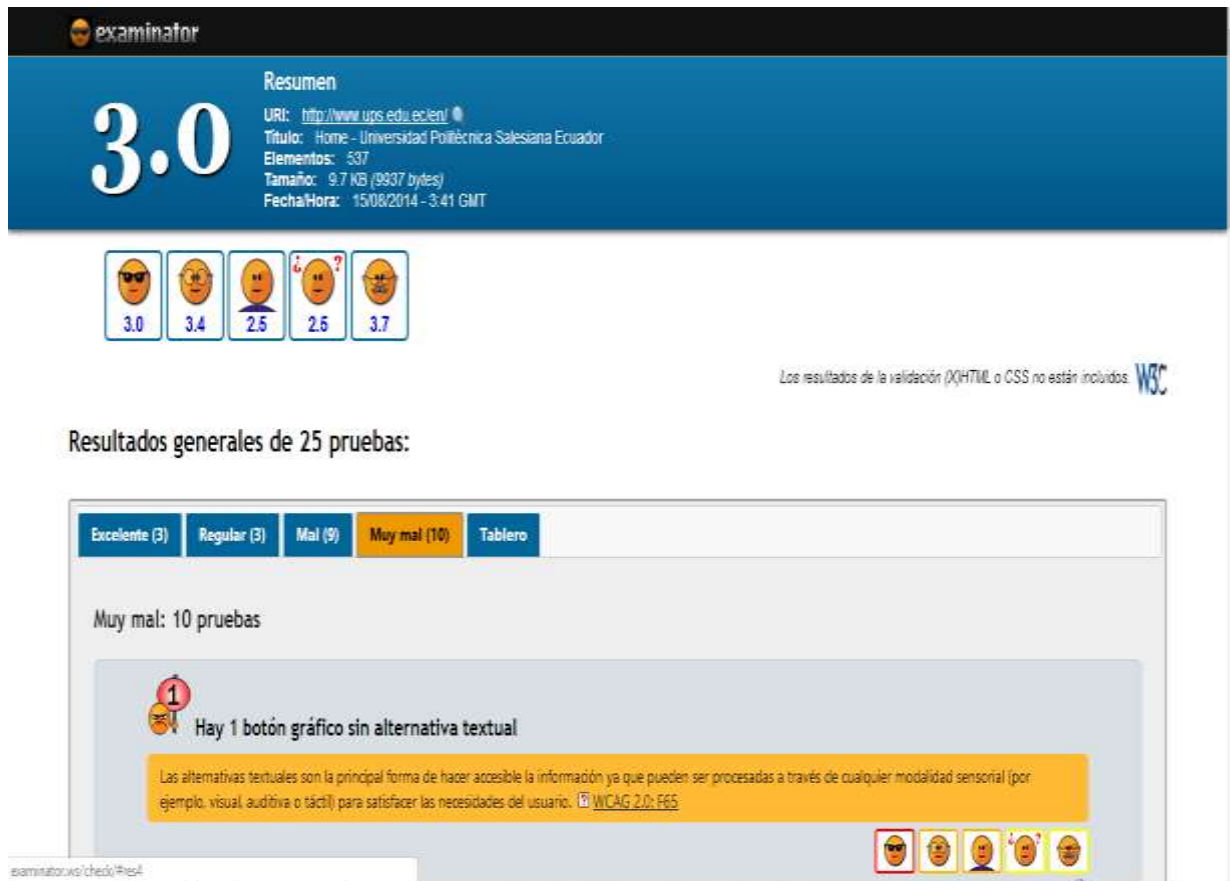 examinator
3.0
Resumen
URI: http://www.ups.edu.ec/en/
Título: Home - Universidad Politécnica Salesiana Ecuador
Elementos: 537
Tamaño: 9.7 KB (9937 bytes)
Fecha/Hora: 15/08/2014 - 3:41 GMT
¿ ?
3.0 3.4 2.5 2.5 3.7
Los resultados de la validación (X)HTML o CSS no están incluidos. W3C
Resultados generales de 25 pruebas:
Excelente (3) Regular (3) Mal (9) Muy mal (10) Tablero
Muy mal: 10 pruebas
1
Hay 1 botón gráfico sin alternativa textual
Las alternativas textuales son la principal forma de hacer accesible la información ya que pueden ser procesadas a través de cualquier modalidad sensorial (por
ejemplo, visual, auditiva o táctil) para satisfacer las necesidades del usuario. ? WCAG 2.0: F65
¿ ?
examinator.ws/check/#res4